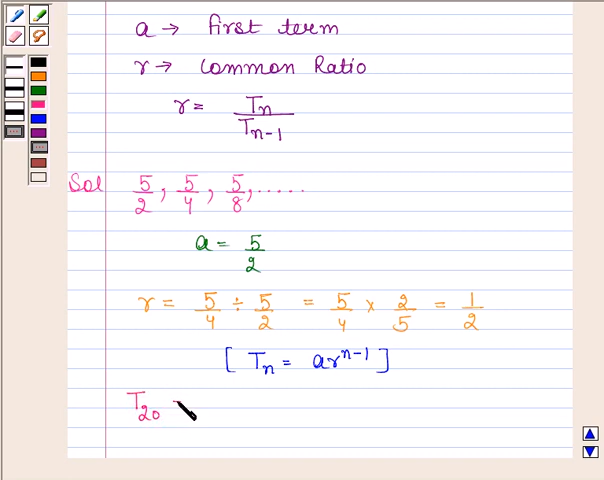 a → first term
r → Common Ratio
r = Tn / Tn-1
Sol 5/2, 5/4, 5/8, .....
a = 5/2
r = 5/4 ÷ 5/2 = 5/4 × 2/5 = 1/2
[ Tn = ar^n-1 ]
T20